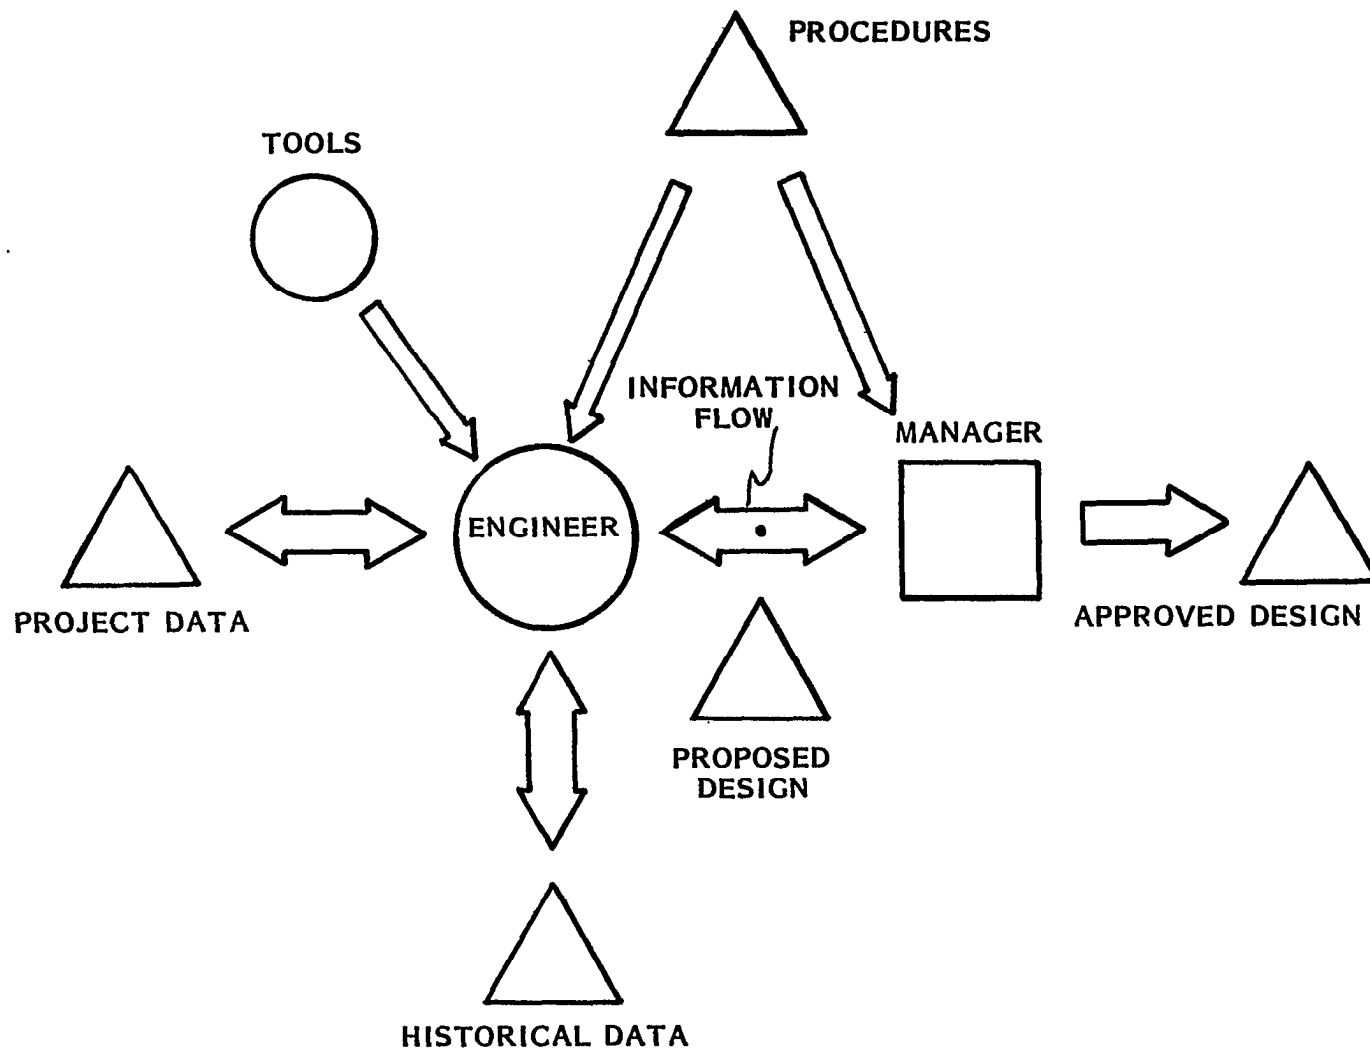 PROCEDURES
TOOLS
INFORMATION
FLOW
MANAGER
ENGINEER
PROJECT DATA
APPROVED DESIGN
PROPOSED
DESIGN
HISTORICAL DATA